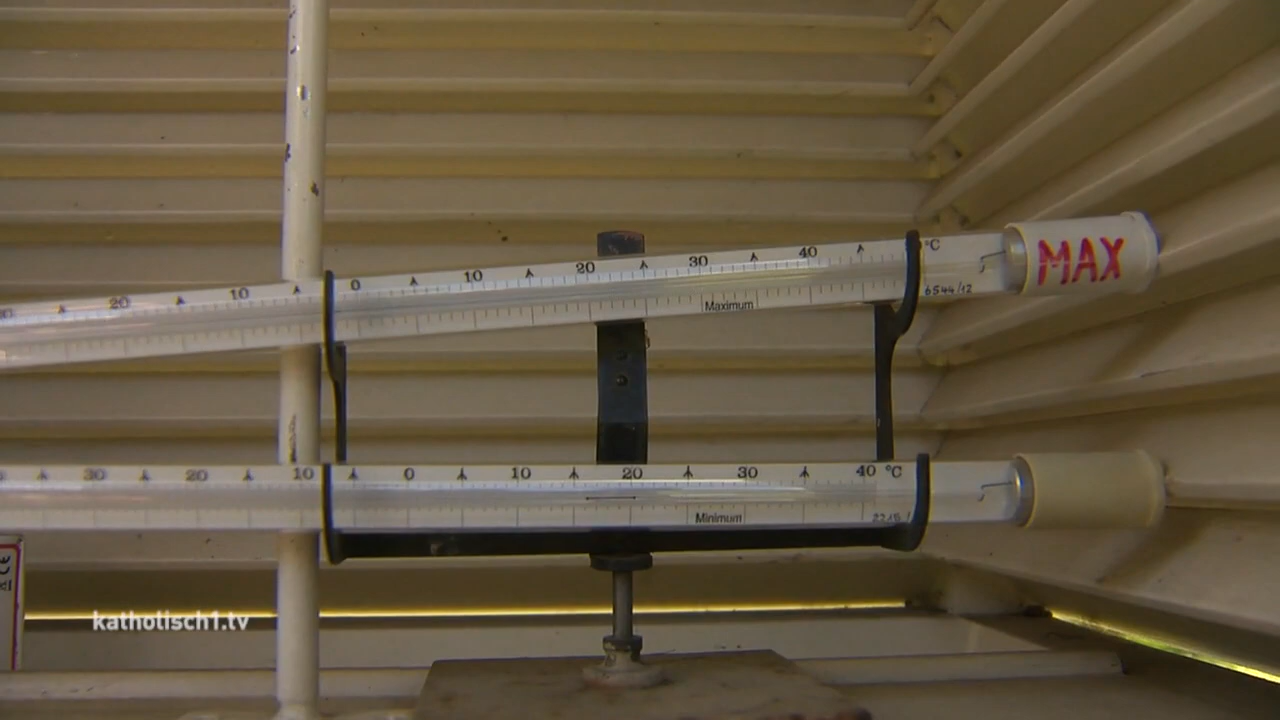 20 10 0 10 20 30 40 °C
6544/12
MAX
Maximum
30 20 10 0 10 20 30 40 °C
Minimum
CE
katholisch1.tv